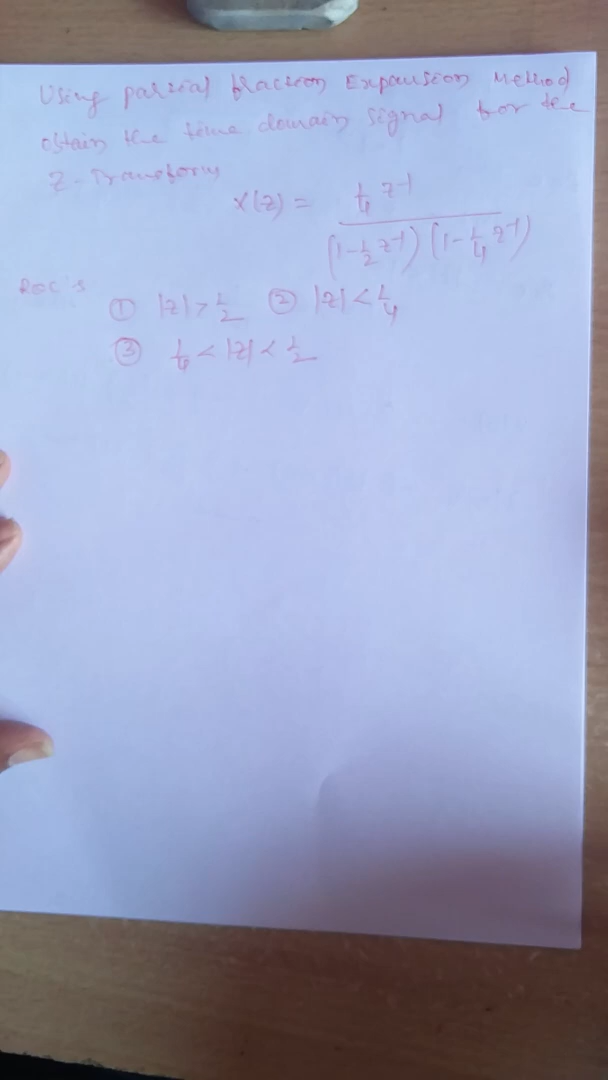 Using partial fraction Expansion Method
obtain the time domain signal for the
Z-Transform
X(z) = 1/4 z^-1 / (1-1/2 z^-1) (1-1/4 z^-1)
ROC's
① |z| > 1/2 ② |z| < 1/4
③ 1/4 < |z| < 1/2